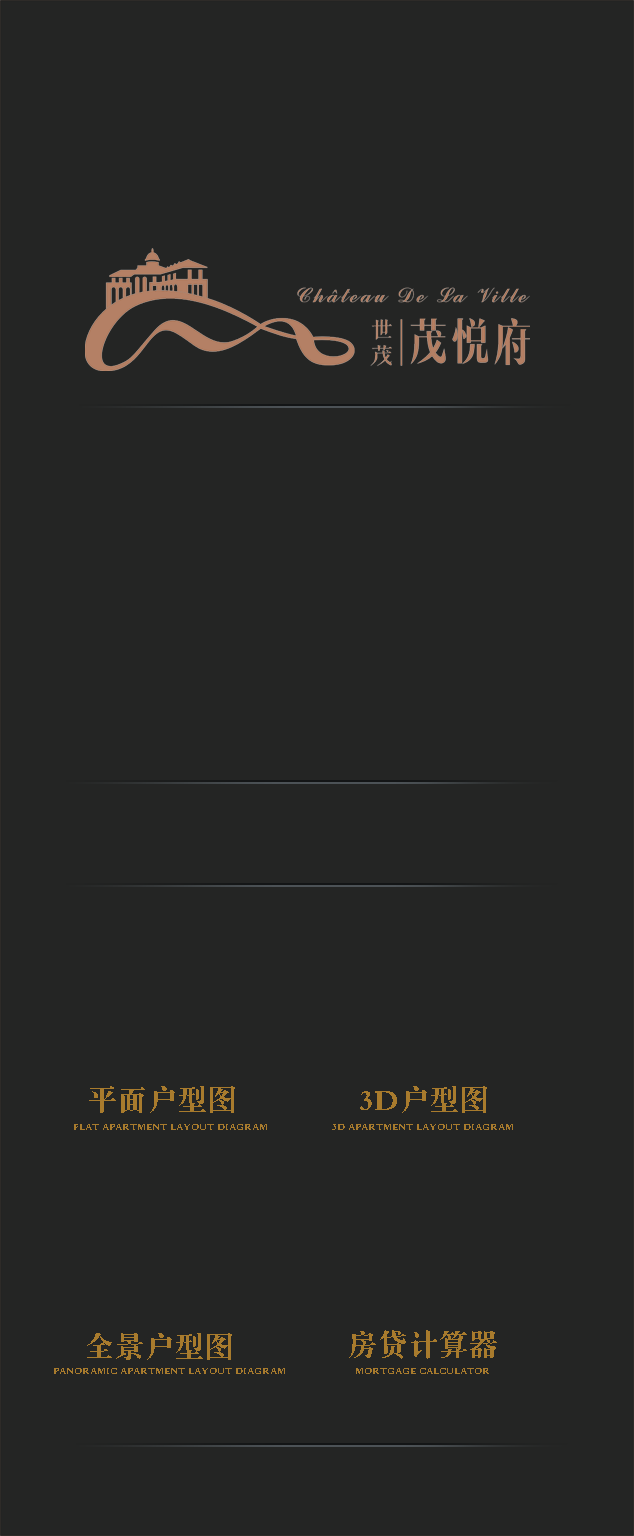 Château De La Ville
世茂 茂悦府
平面户型图 3D户型图
FLAT APARTMENT LAYOUT DIAGRAM 3D APARTMENT LAYOUT DIAGRAM
全景户型图 房贷计算器
PANORAMIC APARTMENT LAYOUT DIAGRAM MORTGAGE CALCULATOR